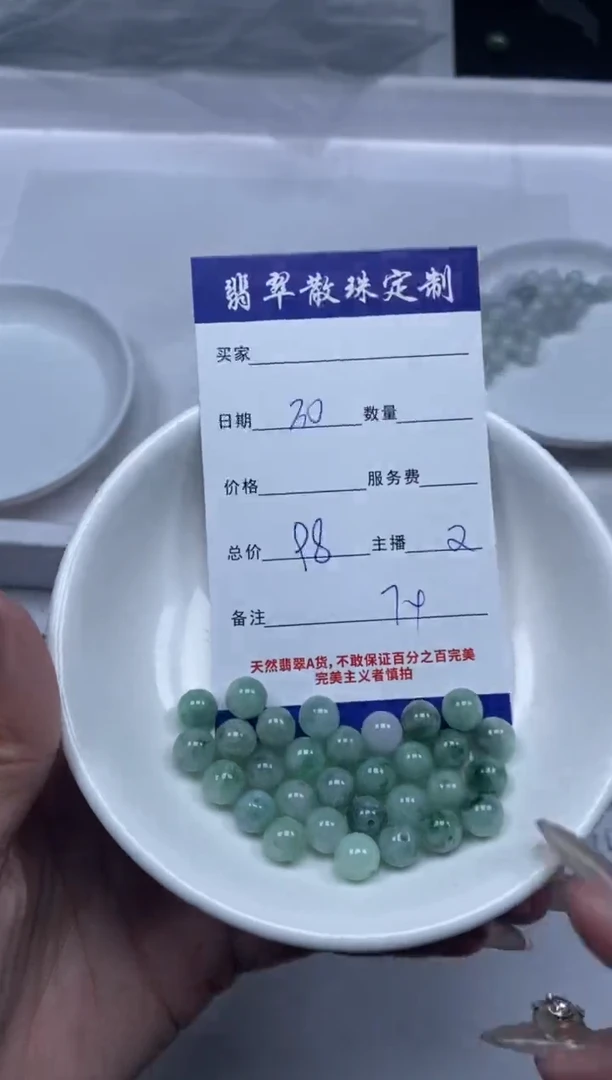 翡翠散珠定制
买家
日期 20 数量
价格 服务费
总价 98 主播 2
备注 74
天然翡翠A货,不敢保证百分之百完美
完美主义者慎拍